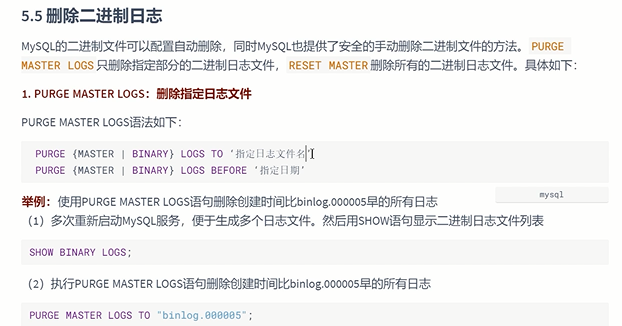 5.5 删除二进制日志
MySQL的二进制文件可以配置自动删除，同时MySQL也提供了安全的手动删除二进制文件的方法。PURGE
MASTER LOGS只删除指定部分的二进制日志文件，RESET MASTER删除所有的二进制日志文件。具体如下：
1. PURGE MASTER LOGS：删除指定日志文件
PURGE MASTER LOGS语法如下：
PURGE {MASTER | BINARY} LOGS TO ‘指定日志文件名’
PURGE {MASTER | BINARY} LOGS BEFORE ‘指定日期’
mysql
举例：使用PURGE MASTER LOGS语句删除创建时间比binlog.000005早的所有日志
（1）多次重新启动MySQL服务，便于生成多个日志文件。然后用SHOW语句显示二进制日志文件列表
SHOW BINARY LOGS;
（2）执行PURGE MASTER LOGS语句删除创建时间比binlog.000005早的所有日志
PURGE MASTER LOGS TO "binlog.000005";